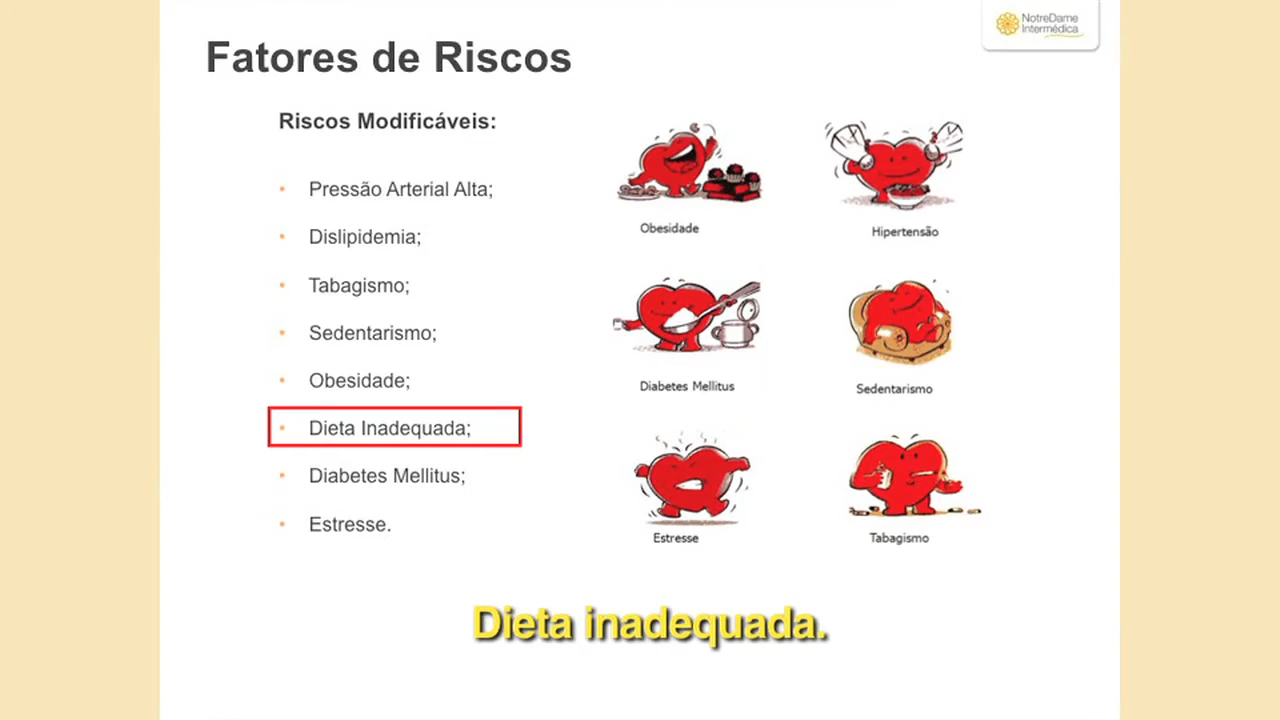 NotreDame
Intermédica
Fatores de Riscos
Riscos Modificáveis:
• Pressão Arterial Alta;
• Dislipidemia;
• Tabagismo;
• Sedentarismo;
• Obesidade;
• Dieta Inadequada;
• Diabetes Mellitus;
• Estresse.
Obesidade
Hipertensão
Diabetes Mellitus
Sedentarismo
Estresse
Tabagismo
Dieta inadequada.